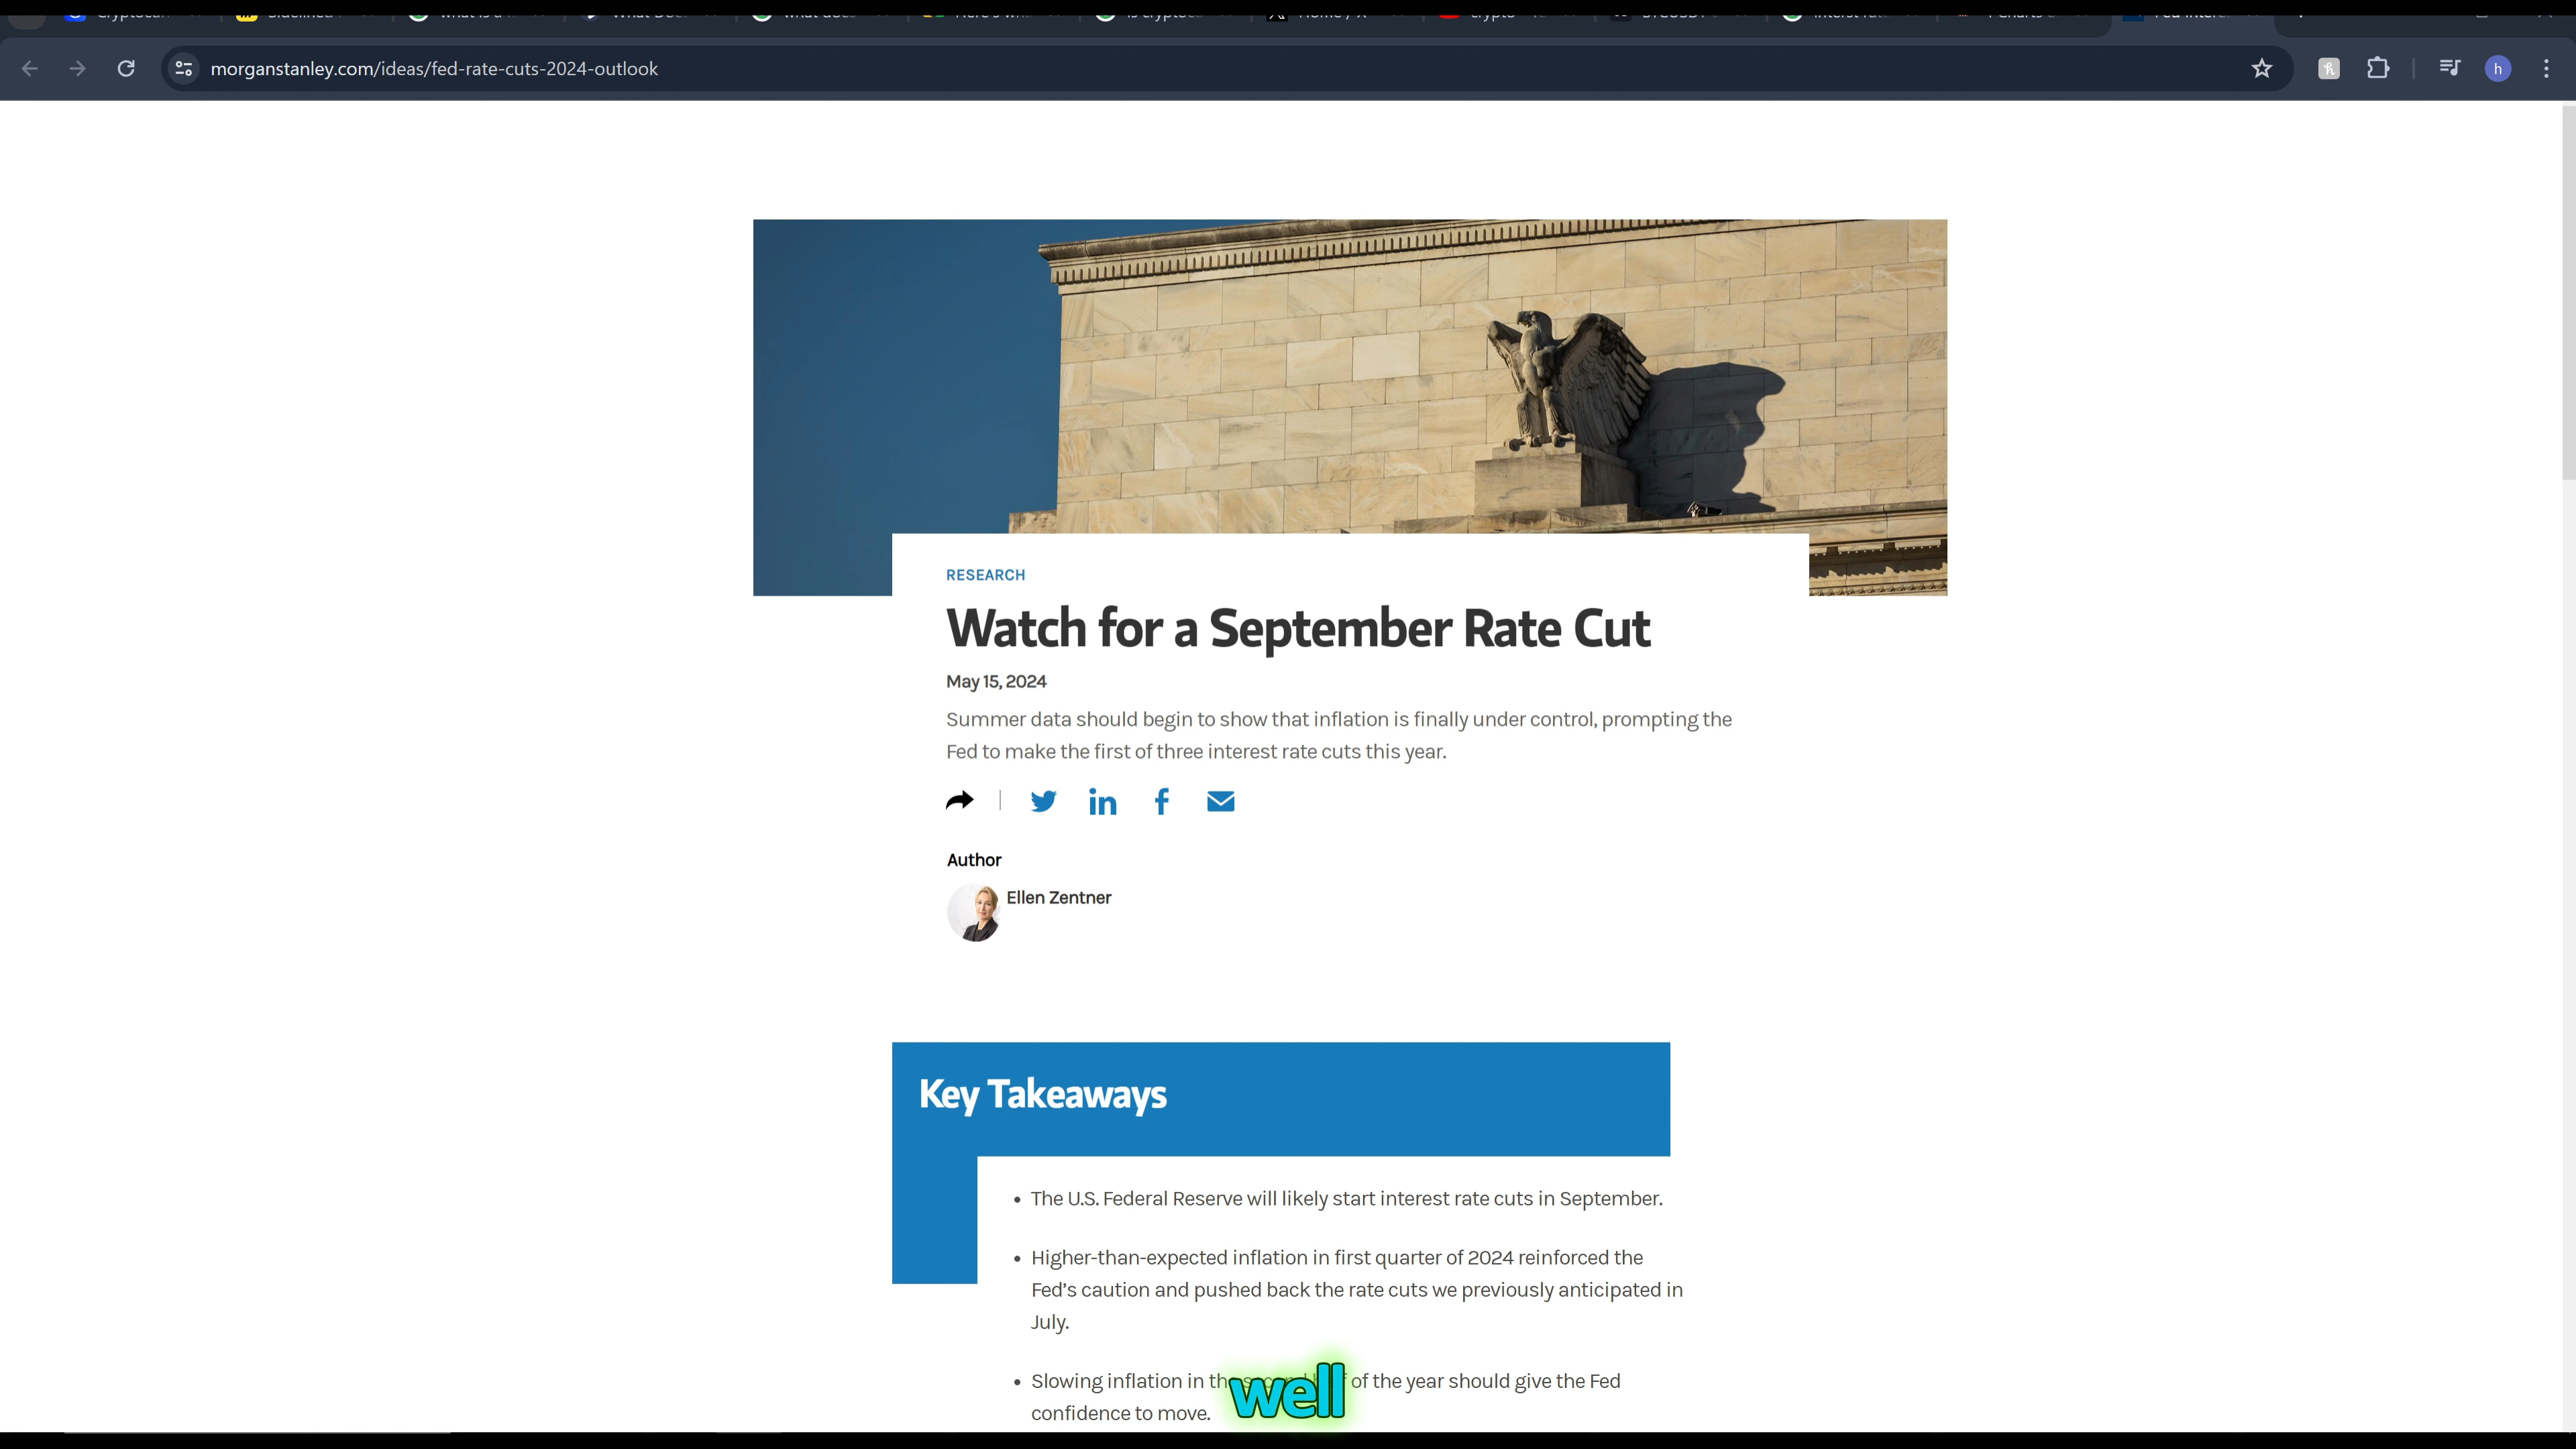 morganstanley.com/ideas/fed-rate-cuts-2024-outlook
h
RESEARCH
Watch for a September Rate Cut
May 15, 2024
Summer data should begin to show that inflation is finally under control, prompting the
Fed to make the first of three interest rate cuts this year.
Author
Ellen Zentner
Key Takeaways
• The U.S. Federal Reserve will likely start interest rate cuts in September.
• Higher-than-expected inflation in first quarter of 2024 reinforced the
Fed's caution and pushed back the rate cuts we previously anticipated in
July.
• Slowing inflation in of the year should give the Fed
confidence to move.
well